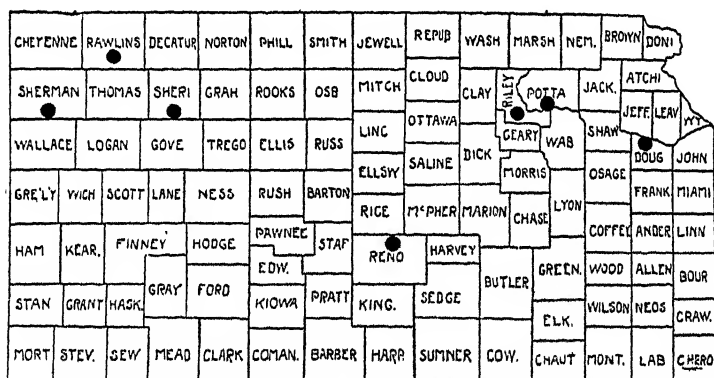 CHEYENNE RAWLINS DECATUR NORTON PHILL SMITH JEWELL REPUB WASH MARSH NEM. BROWN DONI
SHERMAN THOMAS SHERI GRAH ROOKS OSB MITCH CLOUD CLAY RILEY POTTA JACK. ATCHI
JEFF. LEAV WY.
WALLACE LOGAN GOVE TREGO ELLIS RUSS LINC OTTAWA DICK GEARY WAB SHAW. DOUG JOHN
GRE'L'Y WICH SCOTT LANE NESS RUSH BARTON ELLSW SALINE MORRIS LYON OSAGE FRANK MIAMI
RICE MCPHER MARION CHASE
HAM KEAR. FINNEY HODGE PAWNEE STAF RENO HARVEY COFFEY ANDER LINN
EDW.
STAN GRANT HASK. GRAY FORD KIOWA PRATT KING. SEDGE BUTLER GREEN. WOOD ALLEN BOUR
ELK. WILSON NEOS CRAW.
MORT STEV. SEW MEAD CLARK COMAN. BARBER HARP SUMNER COW. CHAUT MONT. LAB CHERO